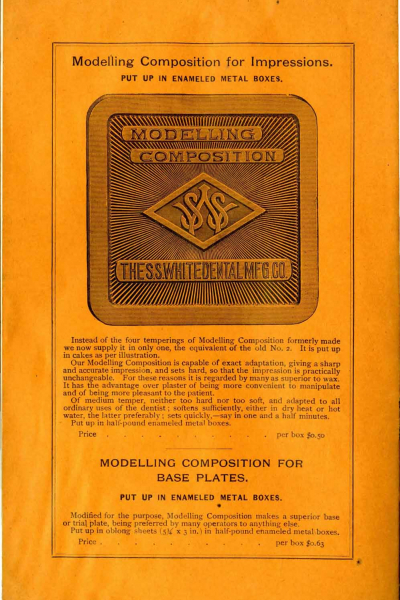 Modelling Composition for Impressions.
PUT UP IN ENAMELED METAL BOXES.
MODELLING
COMPOSITION
SSW
THE S.S.WHITE DENTAL MFG.CO.
Instead of the four temperings of Modelling Composition formerly made
we now supply it in only one, the equivalent of the old No. 2. It is put up
in cakes as per illustration.
Our Modelling Composition is capable of exact adaptation, giving a sharp
and accurate impression, and sets hard, so that the impression is practically
unchangeable. For these reasons it is regarded by many as superior to wax.
It has the advantage over plaster of being more convenient to manipulate
and of being more pleasant to the patient.
Of medium temper, neither too hard nor too soft, and adapted to all
ordinary uses of the dentist; softens sufficiently, either in dry heat or hot
water, the latter preferably; sets quickly,—say in one and a half minutes.
Put up in half-pound enameled metal boxes.
Price . . . . . . . . . . per box $0.50
MODELLING COMPOSITION FOR
BASE PLATES.
PUT UP IN ENAMELED METAL BOXES.
Modified for the purpose, Modelling Composition makes a superior base
or trial plate, being preferred by many operators to anything else.
Put up in oblong sheets (5¼ x 3 in.) in half-pound enameled metal boxes.
Price . . . . . . . . . . per box $0.63